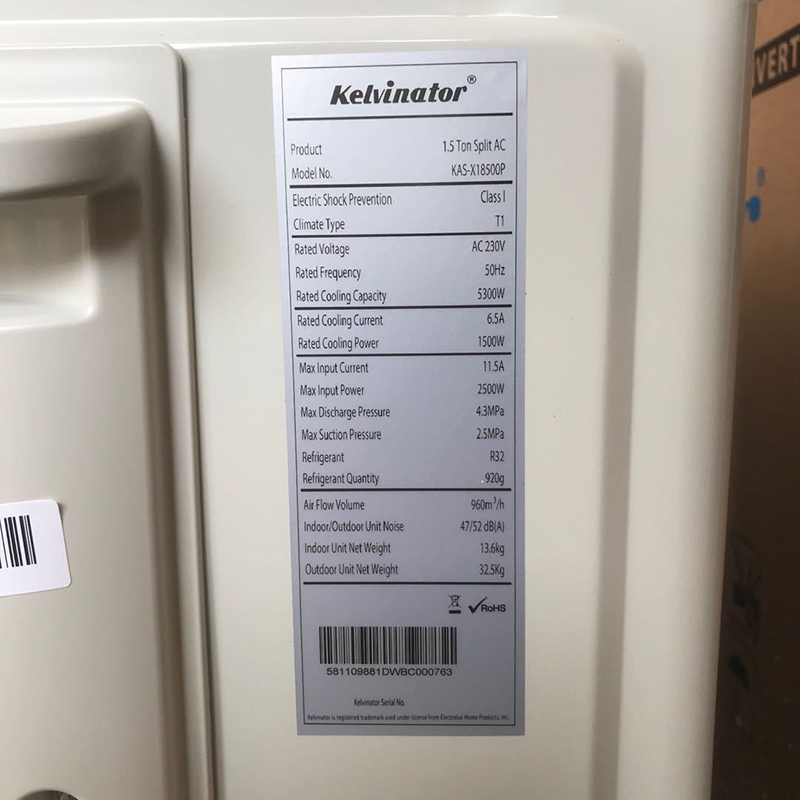 Kelvinator®
Product 1.5 Ton Split AC
Model No. KAS-X18500P
Electric Shock Prevention Class I
Climate Type T1
Rated Voltage AC 230V
Rated Frequency 50Hz
Rated Cooling Capacity 5300W
Rated Cooling Current 6.5A
Rated Cooling Power 1500W
Max Input Current 11.5A
Max Input Power 2500W
Max Discharge Pressure 4.3MPa
Max Suction Pressure 2.5MPa
Refrigerant R32
Refrigerant Quantity 920g
Air Flow Volume 960m³/h
Indoor/Outdoor Unit Noise 47/52 dB(A)
Indoor Unit Net Weight 13.6kg
Outdoor Unit Net Weight 32.5Kg
RoHS
581109881DWBC000763
Kelvinator Serial No.
Kelvinator is registered trademark used under license from Electrolux Home Products, Inc.
VERT